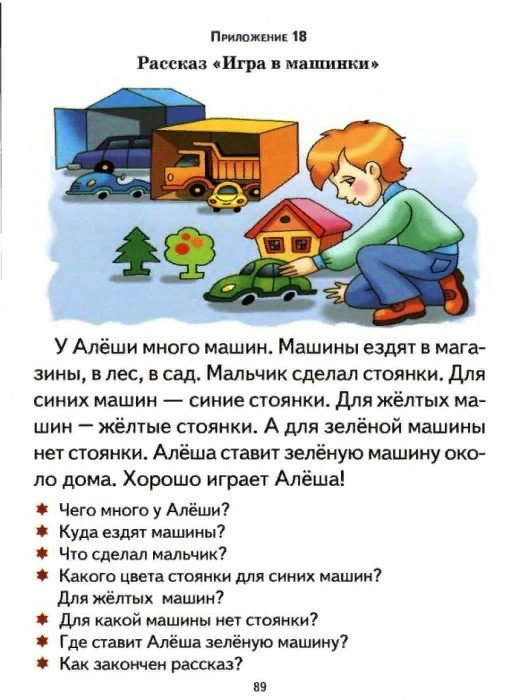 Приложение 18
Рассказ «Игра в машинки»
У Алёши много машин. Машины ездят в мага-
зины, в лес, в сад. Мальчик сделал стоянки. Для
синих машин — синие стоянки. Для жёлтых ма-
шин — жёлтые стоянки. А для зелёной машины
нет стоянки. Алёша ставит зелёную машину око-
ло дома. Хорошо играет Алёша!
Чего много у Алёши?
Куда ездят машины?
Что сделал мальчик?
Какого цвета стоянки для синих машин?
Для жёлтых машин?
Для какой машины нет стоянки?
Где ставит Алёша зелёную машину?
Как закончен рассказ?
89